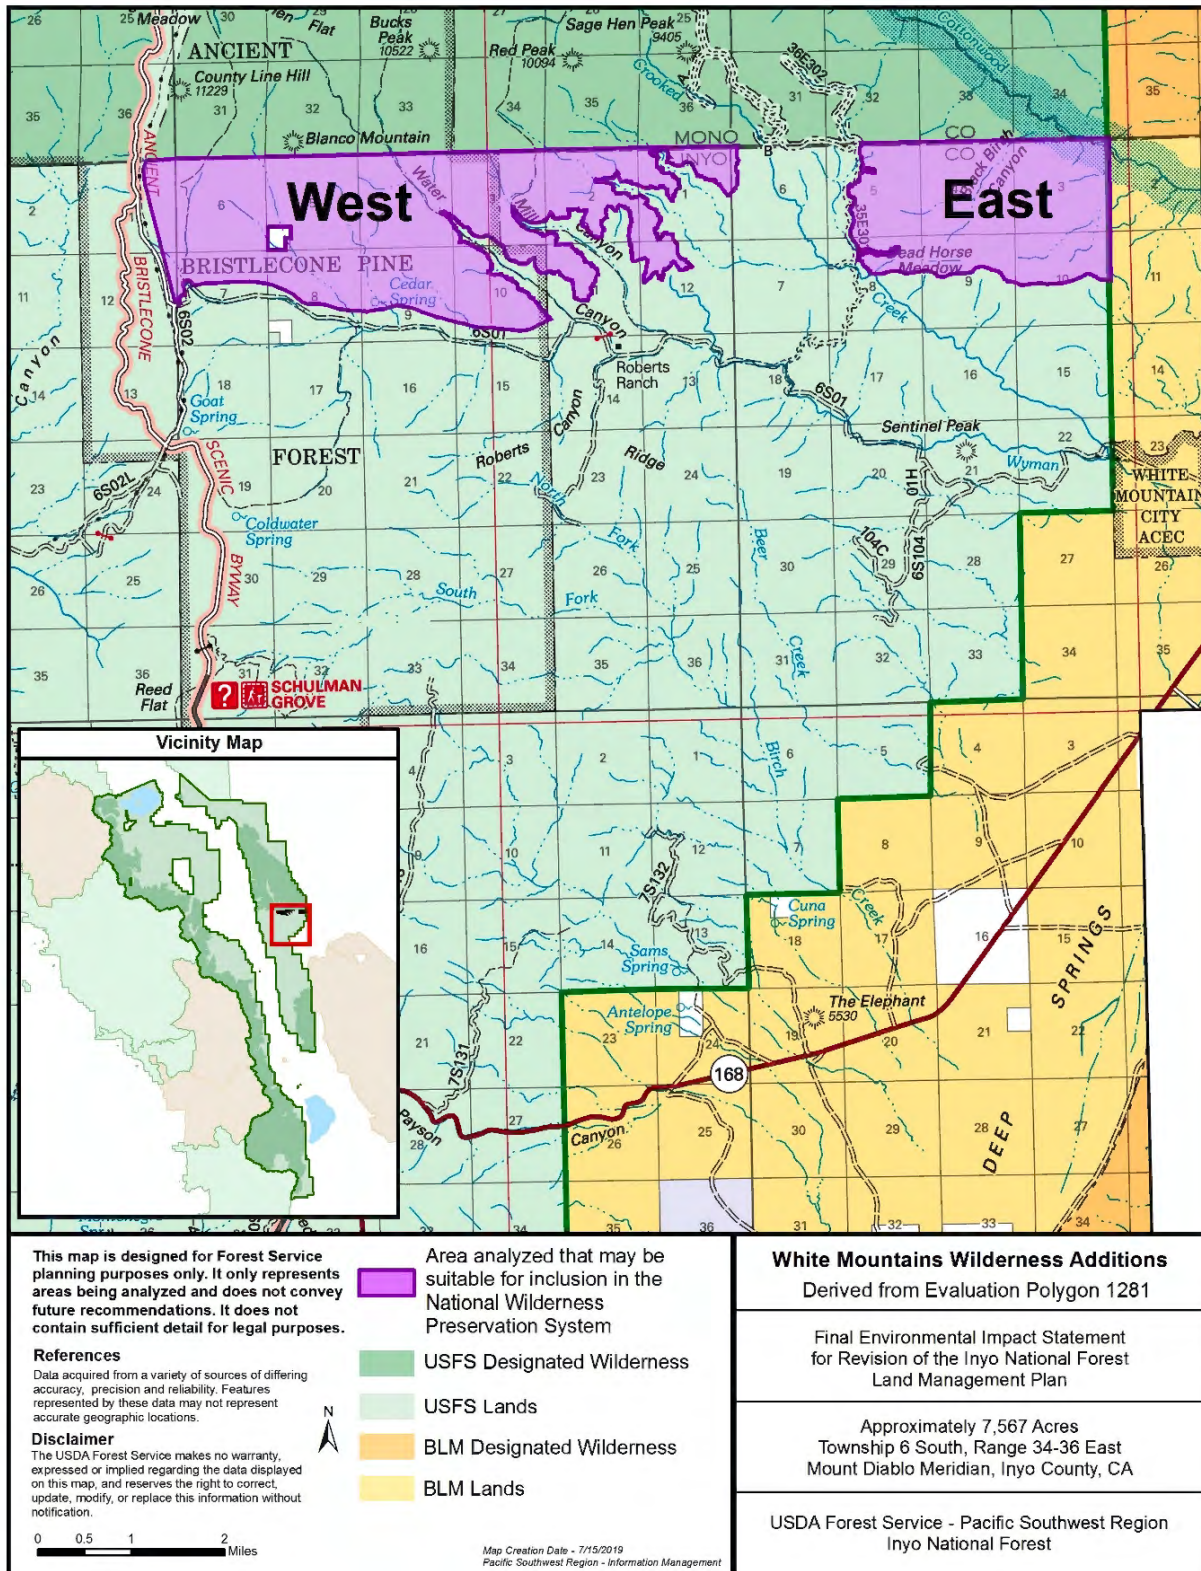 Meadow
ANCIENT
Flat
Bucks
Peak
10522
Red Peak
10094
Sage Hen Peak
9405
36E302
Cottonwood
County Line Hill
11229
Crooked
A
Blanco Mountain
MONO
INYO
CO
CO
B
ANCIENT
West
Water
Mill
Canyon
35E30
Black Birch
Canyon
East
BRISTLECONE PINE
Dead Horse
Meadow
BRISTLECONE
Cedar
Spring
6S02
6S01
Canyon
Creek
Canyon
Roberts
Ranch
Goat
Spring
SCENIC
FOREST
Roberts
Canyon
Ridge
6S01
Sentinel Peak
Wyman
WHITE
MOUNTAIN
CITY
ACEC
6S02L
North
Fork
10H
Coldwater
Spring
Beer
104C
6S104
BYWAY
South
Fork
Creek
Reed
Flat
?
SCHULMAN
GROVE
Birch
7S132
Cuna
Spring
Creek
Sams
Spring
Antelope
Spring
The Elephant
5530
SPRINGS
7S131
168
Payson
Canyon
DEEP
Vicinity Map
This map is designed for Forest Service
planning purposes only. It only represents
areas being analyzed and does not convey
future recommendations. It does not
contain sufficient detail for legal purposes.
References
Data acquired from a variety of sources of differing
accuracy, precision and reliability. Features
represented by these data may not represent
accurate geographic locations.
Disclaimer
The USDA Forest Service makes no warranty,
expressed or implied regarding the data displayed
on this map, and reserves the right to correct,
update, modify, or replace this information without
notification.
N
0 0.5 1 2
Miles
Area analyzed that may be
suitable for inclusion in the
National Wilderness
Preservation System
USFS Designated Wilderness
USFS Lands
BLM Designated Wilderness
BLM Lands
Map Creation Date - 7/15/2019
Pacific Southwest Region - Information Management
White Mountains Wilderness Additions
Derived from Evaluation Polygon 1281
Final Environmental Impact Statement
for Revision of the Inyo National Forest
Land Management Plan
Approximately 7,567 Acres
Township 6 South, Range 34-36 East
Mount Diablo Meridian, Inyo County, CA
USDA Forest Service - Pacific Southwest Region
Inyo National Forest